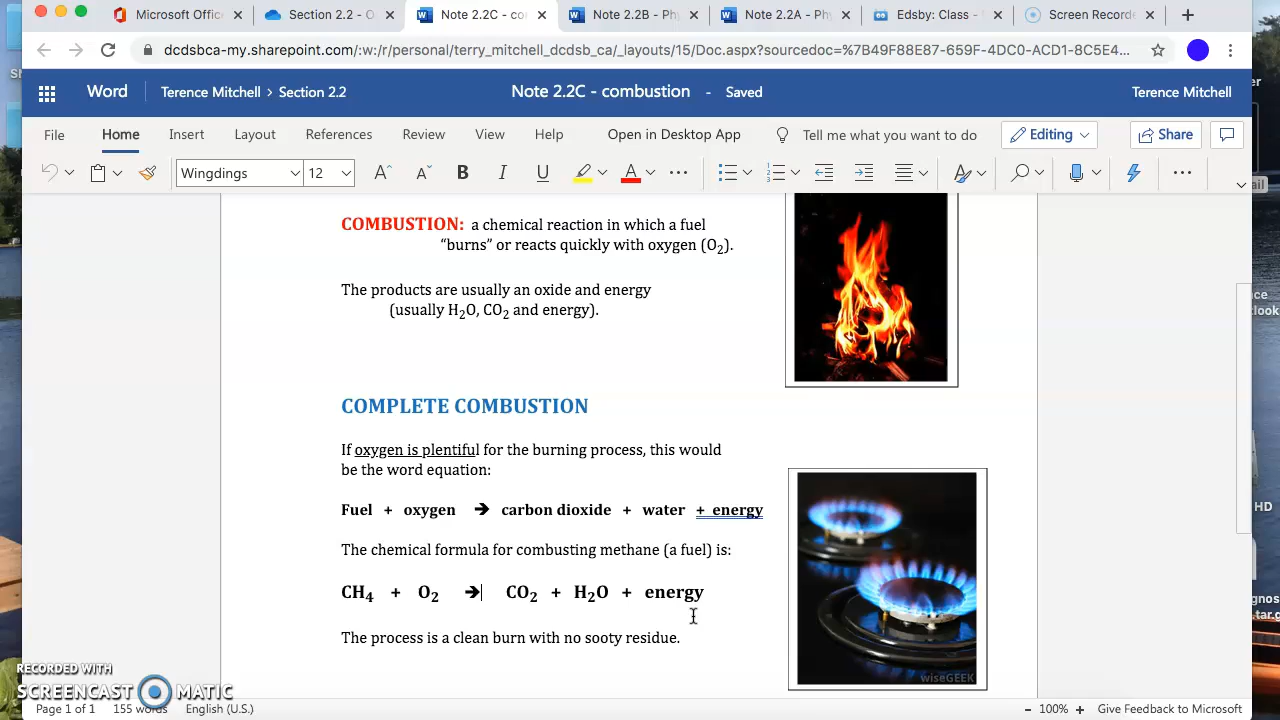 Microsoft Offic
Section 2.2 - O
Note 2.2C - co
Note 2.2B - Ph
Note 2.2A - Ty
Edsby: Class -
Screen Record
dcdsbca-my.sharepoint.com/:w:/r/personal/terry_mitchell_dcdsb_ca/_layouts/15/Doc.aspx?sourcedoc=%7B49F88E87-659F-4DC0-ACD1-8C5E4...
Word Terence Mitchell > Section 2.2 Note 2.2C - combustion - Saved Terence Mitchell
File Home Insert Layout References Review View Help Open in Desktop App Tell me what you want to do Editing Share
Wingdings 12 A A B I U A
COMBUSTION: a chemical reaction in which a fuel
“burns” or reacts quickly with oxygen (O₂).
The products are usually an oxide and energy
(usually H₂O, CO₂ and energy).
COMPLETE COMBUSTION
If oxygen is plentiful for the burning process, this would
be the word equation:
Fuel + oxygen ➔ carbon dioxide + water + energy
The chemical formula for combusting methane (a fuel) is:
CH₄ + O₂ ➔ CO₂ + H₂O + energy
The process is a clean burn with no sooty residue.
wiseGEEK
RECORDED WITH
SCREENCAST MATIC
Page 1 of 1 155 words English (U.S.) - 100% + Give Feedback to Microsoft
HD